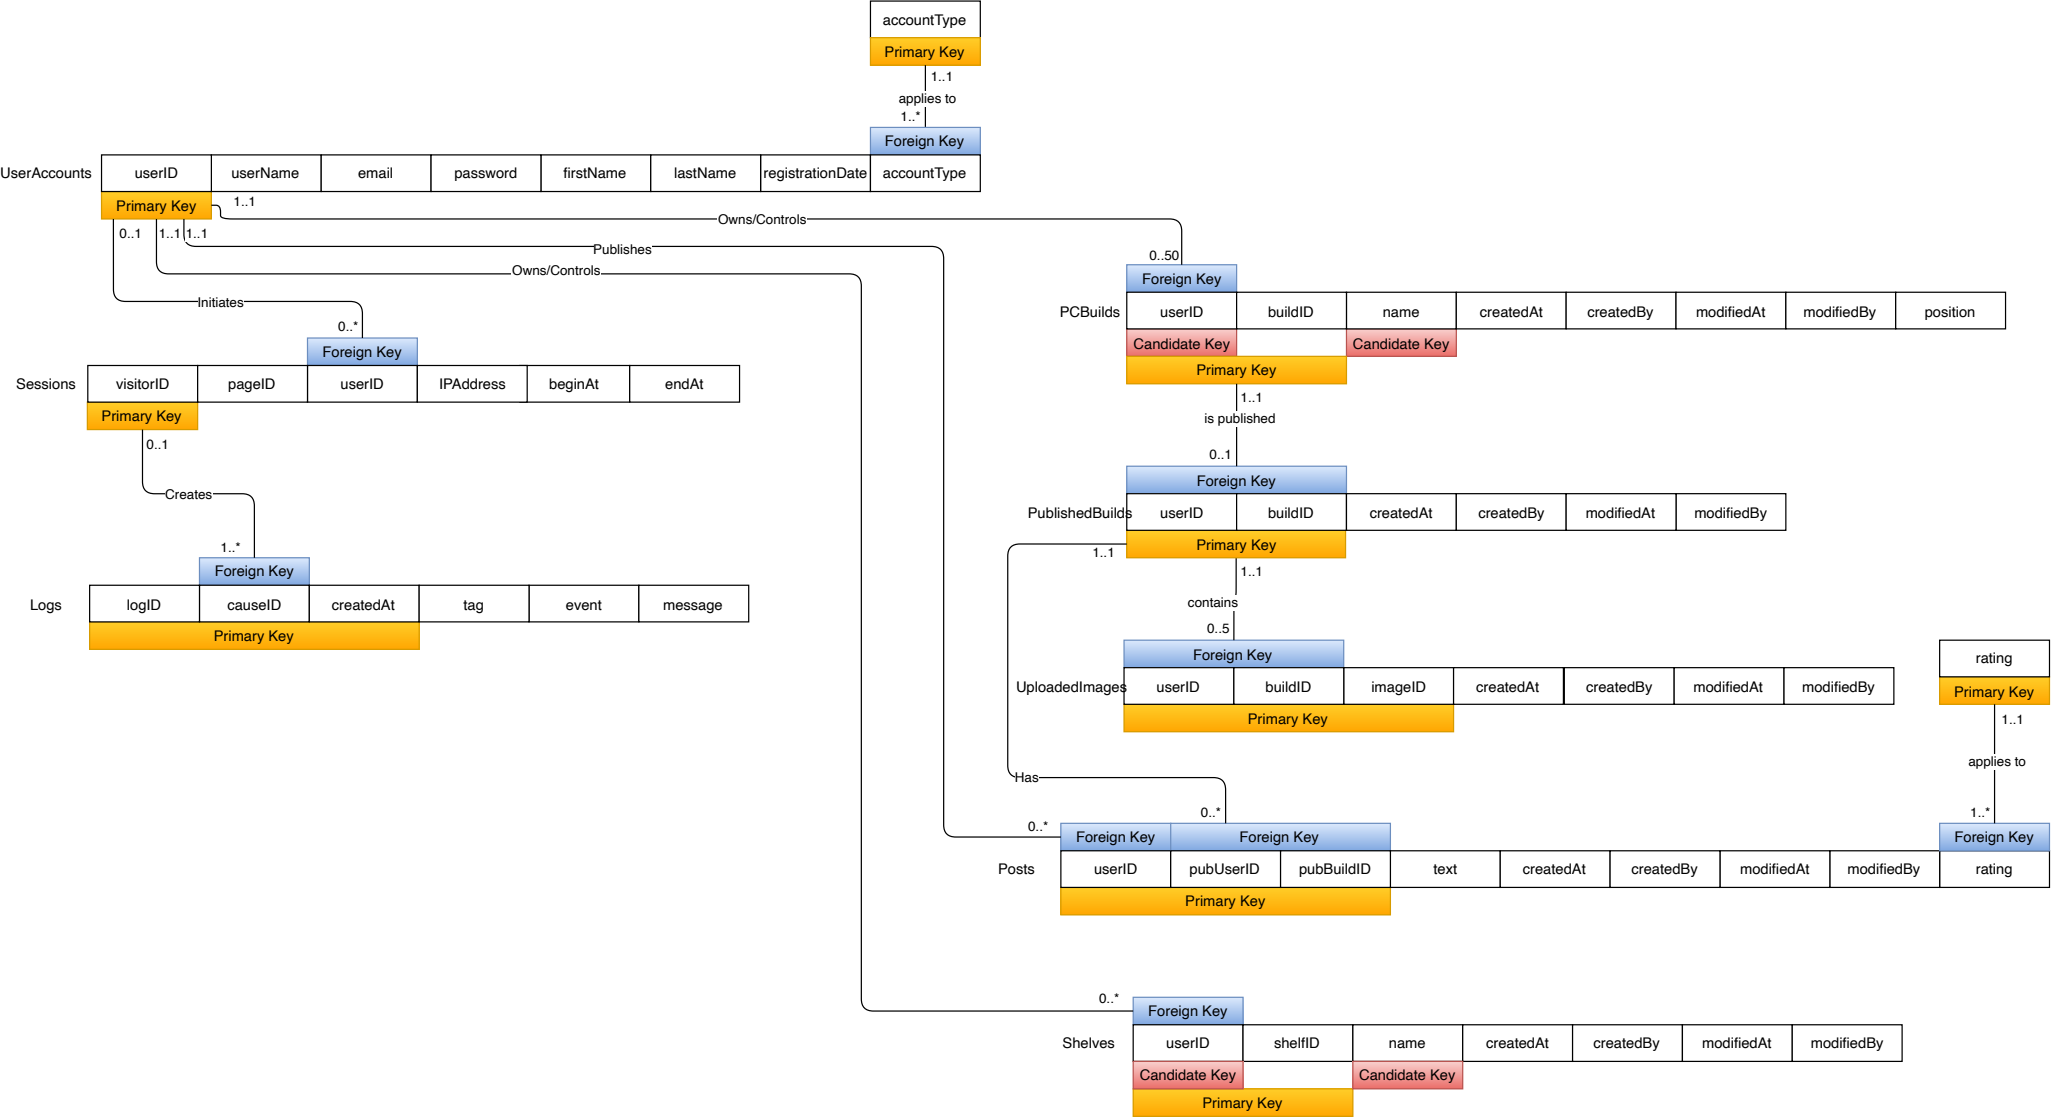 accountType
Primary Key
1..1
applies to
1..*
Foreign Key
UserAccounts userID userName email password firstName lastName registrationDate accountType
Primary Key 1..1
Owns/Controls
0..1 1..1 1..1
Publishes
0..50
Owns/Controls
Foreign Key
Initiates
PCBuilds userID buildID name createdAt createdBy modifiedAt modifiedBy position
0..*
Candidate Key Candidate Key
Foreign Key
Primary Key
Sessions visitorID pageID userID IPAddress beginAt endAt
1..1
Primary Key
is published
0..1
0..1
Foreign Key
Creates
PublishedBuilds userID buildID createdAt createdBy modifiedAt modifiedBy
1..*
Primary Key
1..1
Foreign Key
1..1
Logs logID causeID createdAt tag event message
contains
0..5
Primary Key
Foreign Key
rating
UploadedImages userID buildID imageID createdAt createdBy modifiedAt modifiedBy
Primary Key
Primary Key
1..1
applies to
Has
0..*
1..*
0..*
Foreign Key Foreign Key Foreign Key
Posts userID pubUserID pubBuildID text createdAt createdBy modifiedAt modifiedBy rating
Primary Key
0..*
Foreign Key
Shelves userID shelfID name createdAt createdBy modifiedAt modifiedBy
Candidate Key Candidate Key
Primary Key